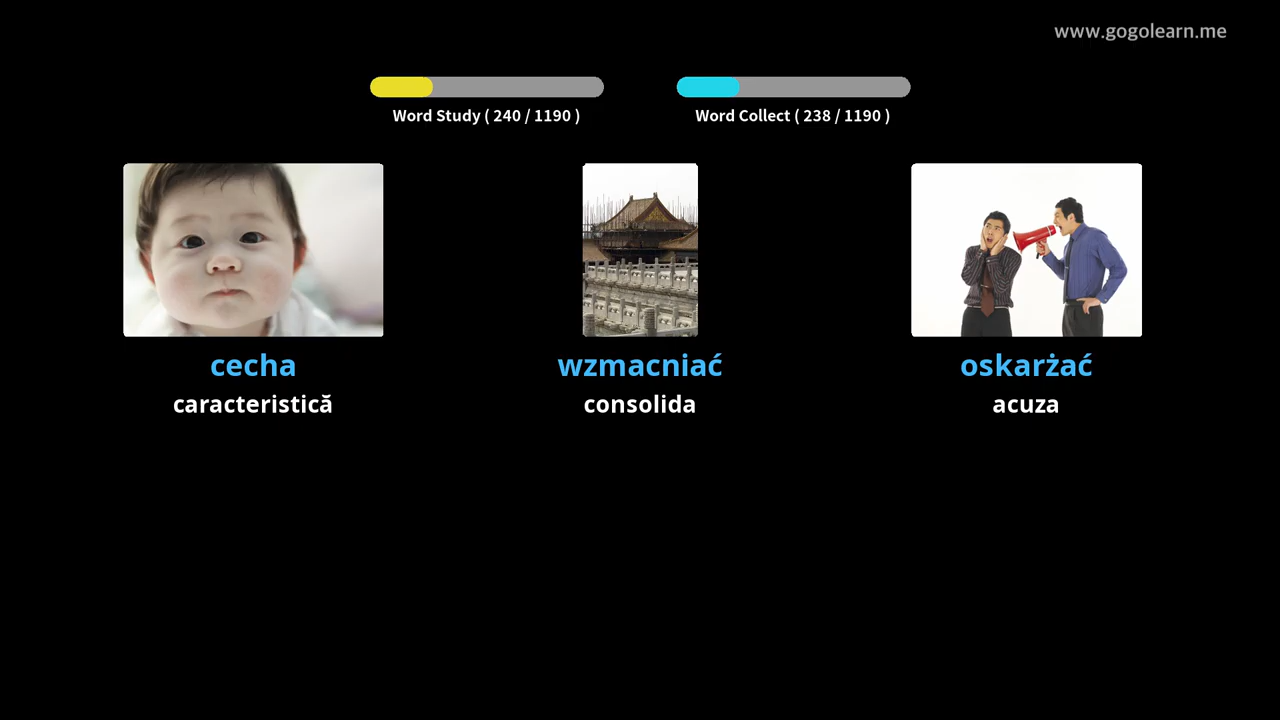 www.gogolearn.me
Word Study ( 240 / 1190 )
Word Collect ( 238 / 1190 )
cecha
caracteristică
wzmacniać
consolida
oskarżać
acuza